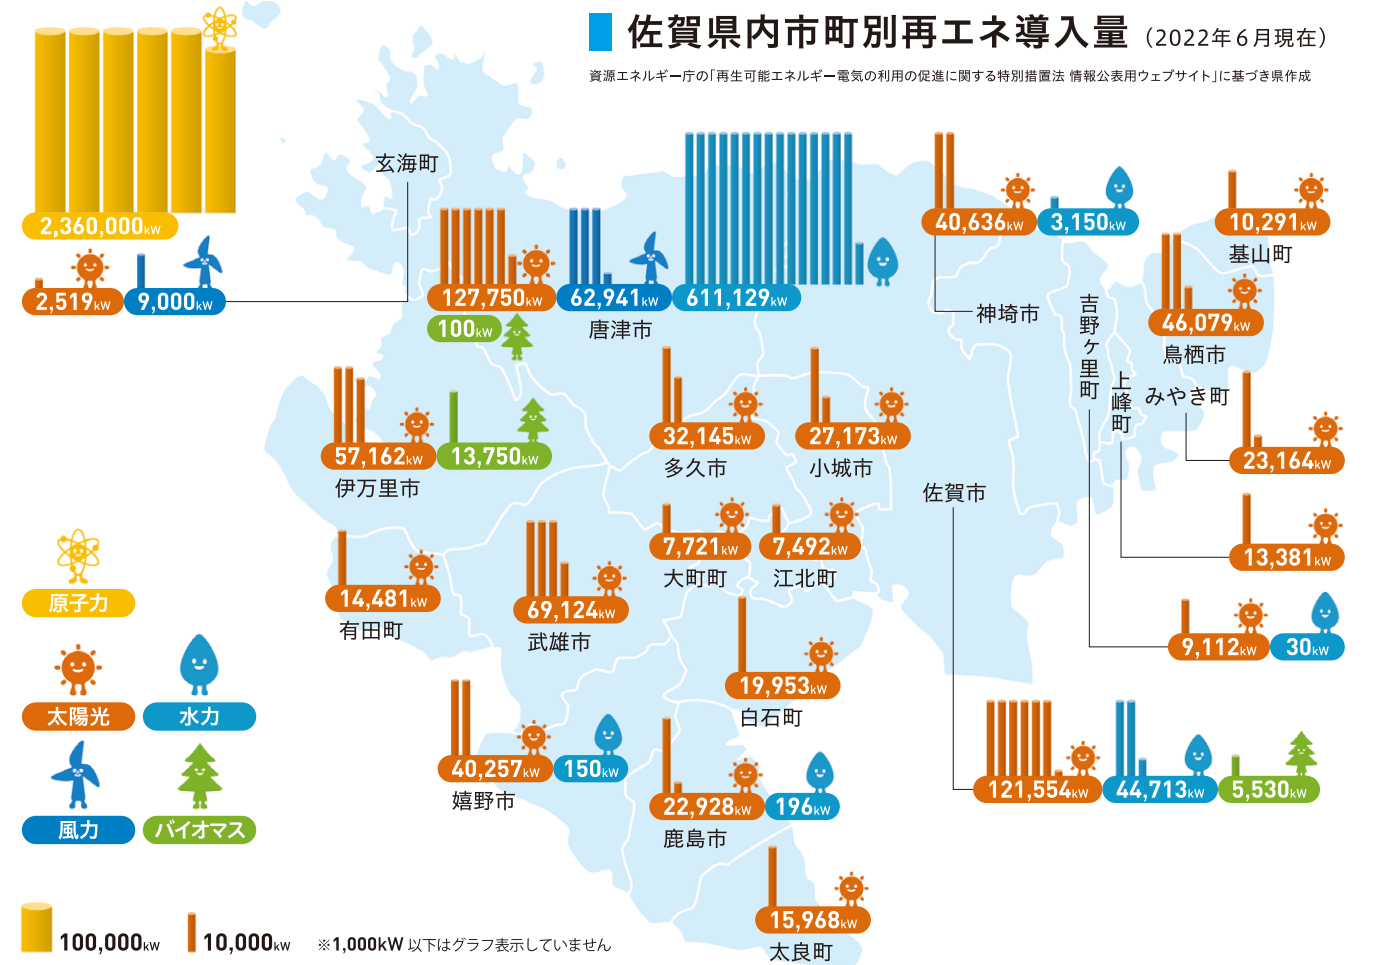 佐賀県内市町別再エネ導入量（2022年6月現在）
資源エネルギー庁の「再生可能エネルギー電気の利用の促進に関する特別措置法 情報公表用ウェブサイト」に基づき県作成
2,360,000kW
2,519kW
9,000kW
玄海町
127,750kW
62,941kW
611,129kW
100kW
唐津市
40,636kW
3,150kW
神埼市
10,291kW
基山町
46,079kW
鳥栖市
吉野ヶ里町
上峰町
みやき町
23,164kW
13,381kW
9,112kW
30kW
57,162kW
13,750kW
伊万里市
32,145kW
多久市
27,173kW
小城市
佐賀市
7,721kW
大町町
7,492kW
江北町
14,481kW
有田町
69,124kW
武雄市
19,953kW
白石町
40,257kW
150kW
嬉野市
22,928kW
196kW
鹿島市
121,554kW
44,713kW
5,530kW
15,968kW
太良町
原子力
太陽光
水力
風力
バイオマス
100,000kW
10,000kW
※1,000kW 以下はグラフ表示していません